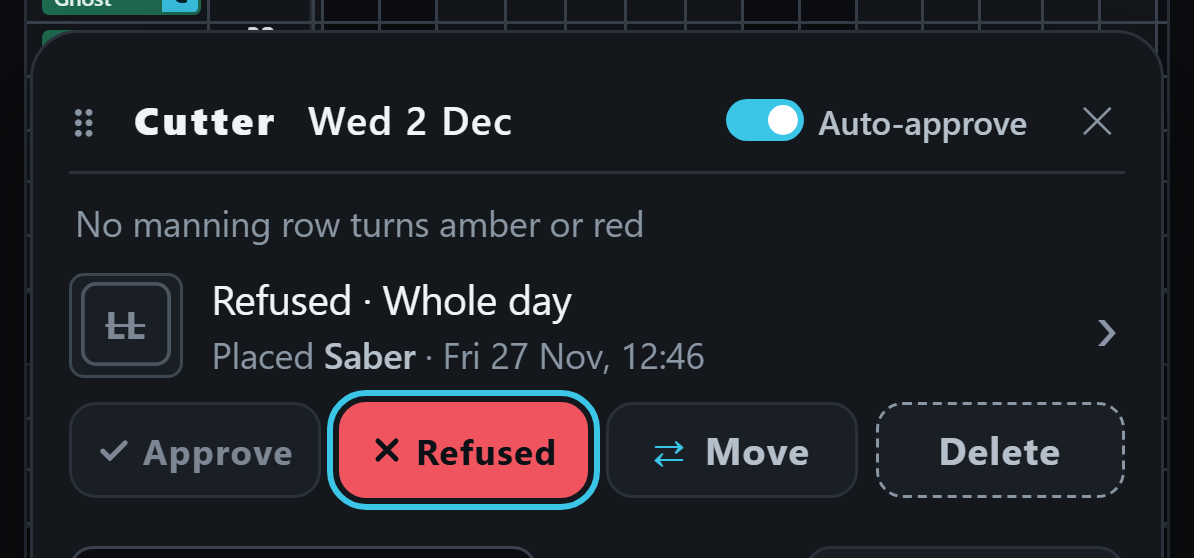 Ghost
Cutter Wed 2 Dec Auto-approve
No manning row turns amber or red
LL Refused · Whole day
Placed Saber · Fri 27 Nov, 12:46
Approve Refused Move Delete